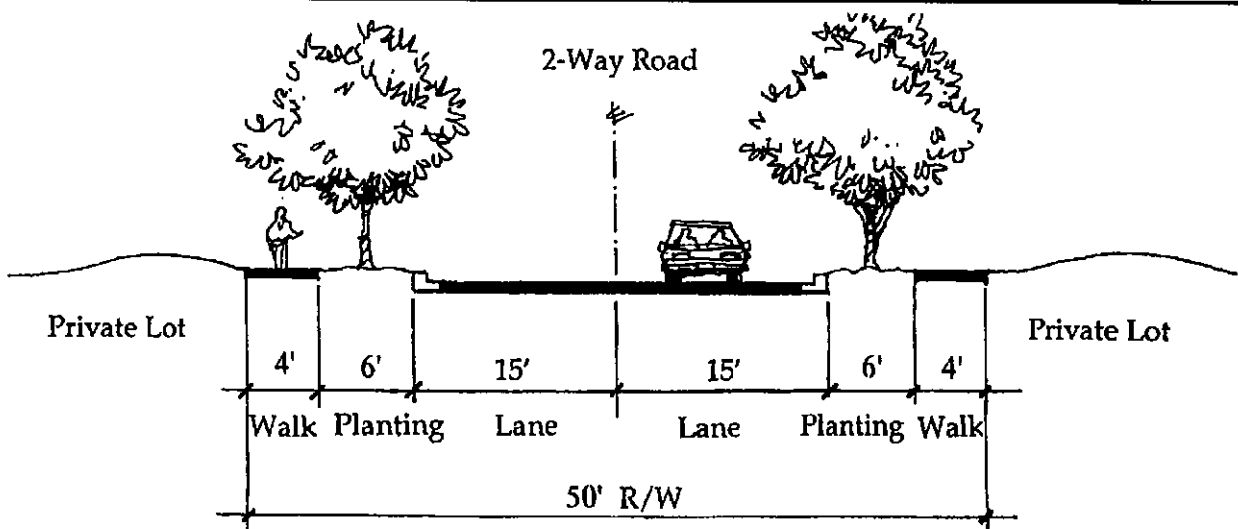 2-Way Road
Private Lot
Private Lot
4' 6' 15' 15' 6' 4'
Walk Planting Lane Lane Planting Walk
50' R/W